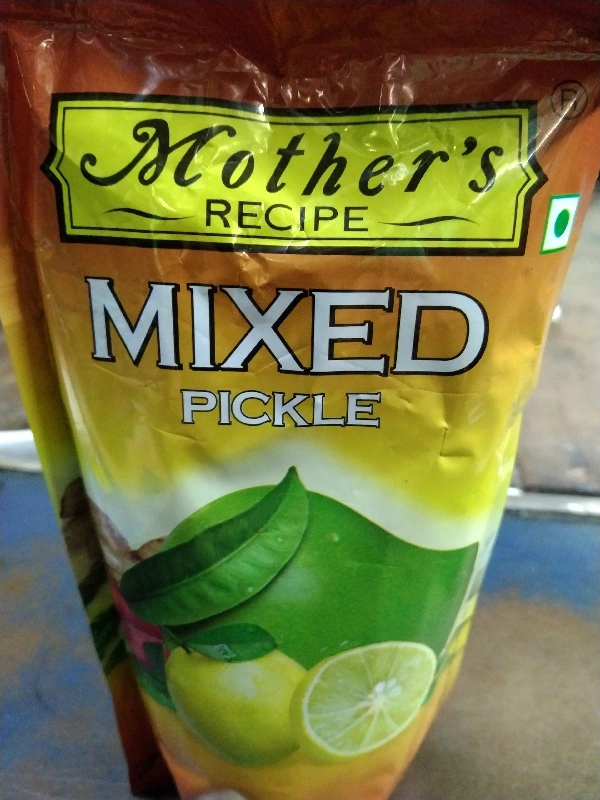 ®
Mother's
RECIPE
MIXED
PICKLE